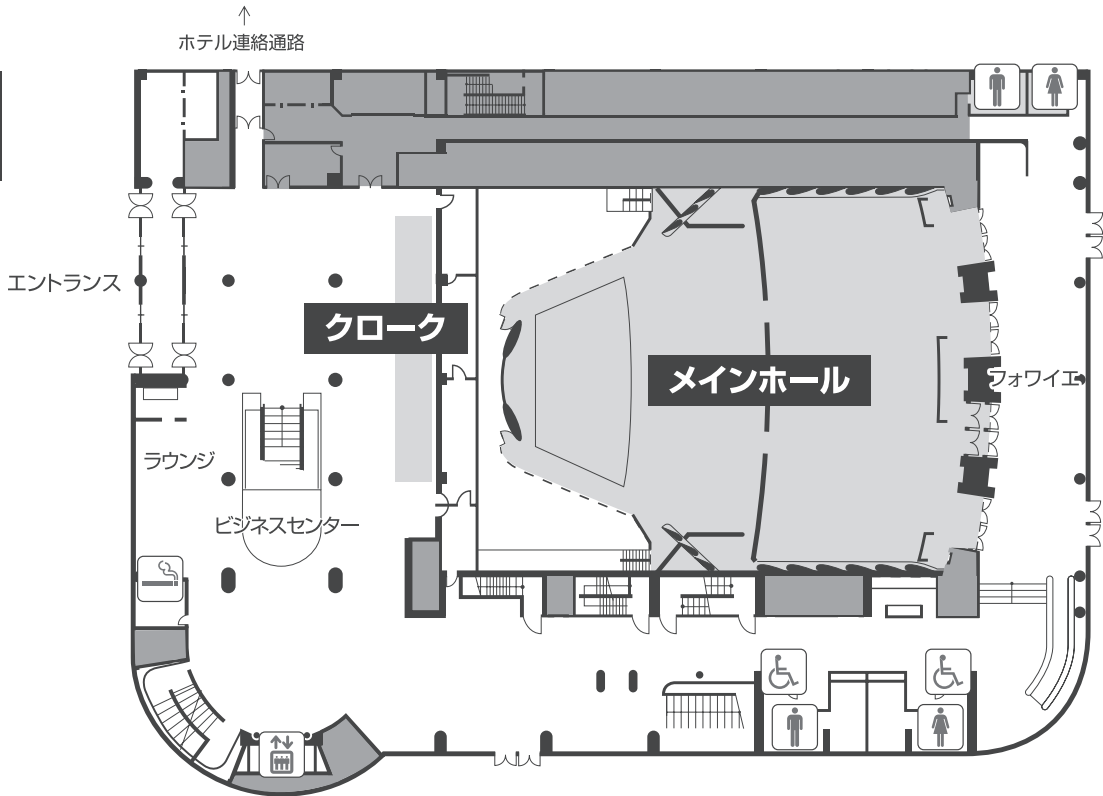 ホテル連絡通路
エントランス
クローク
メインホール
フォワイエ
ラウンジ
ビジネスセンター